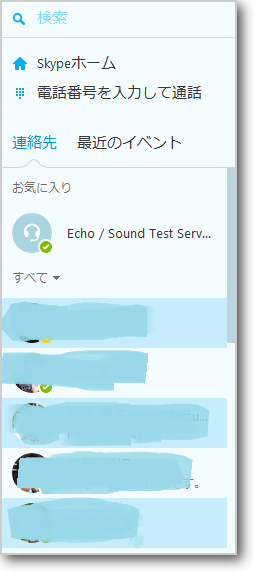 検索
Skypeホーム
電話番号を入力して通話
連絡先 最近のイベント
お気に入り
Echo / Sound Test Serv...
すべて
す。